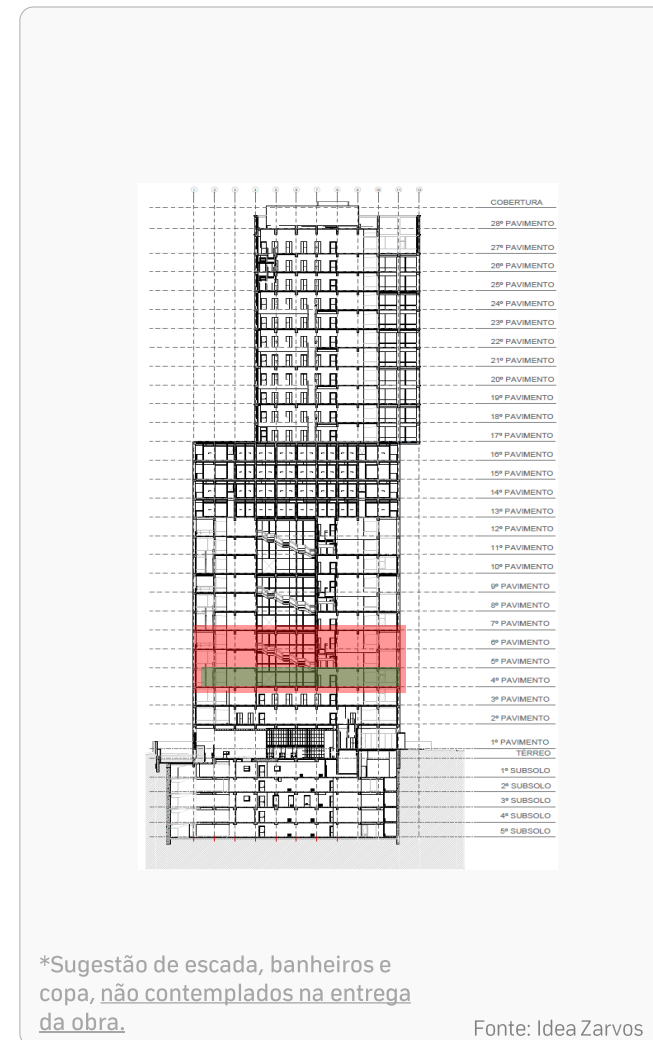 COBERTURA
28º PAVIMENTO
27º PAVIMENTO
26º PAVIMENTO
25º PAVIMENTO
24º PAVIMENTO
23º PAVIMENTO
22º PAVIMENTO
21º PAVIMENTO
20º PAVIMENTO
19º PAVIMENTO
18º PAVIMENTO
17º PAVIMENTO
16º PAVIMENTO
15º PAVIMENTO
14º PAVIMENTO
13º PAVIMENTO
12º PAVIMENTO
11º PAVIMENTO
10º PAVIMENTO
9º PAVIMENTO
8º PAVIMENTO
7º PAVIMENTO
6º PAVIMENTO
5º PAVIMENTO
4º PAVIMENTO
3º PAVIMENTO
2º PAVIMENTO
1º PAVIMENTO
TÉRREO
1º SUBSOLO
2º SUBSOLO
3º SUBSOLO
4º SUBSOLO
5º SUBSOLO
*Sugestão de escada, banheiros e
copa, não contemplados na entrega
da obra.
Fonte: Idea Zarvos